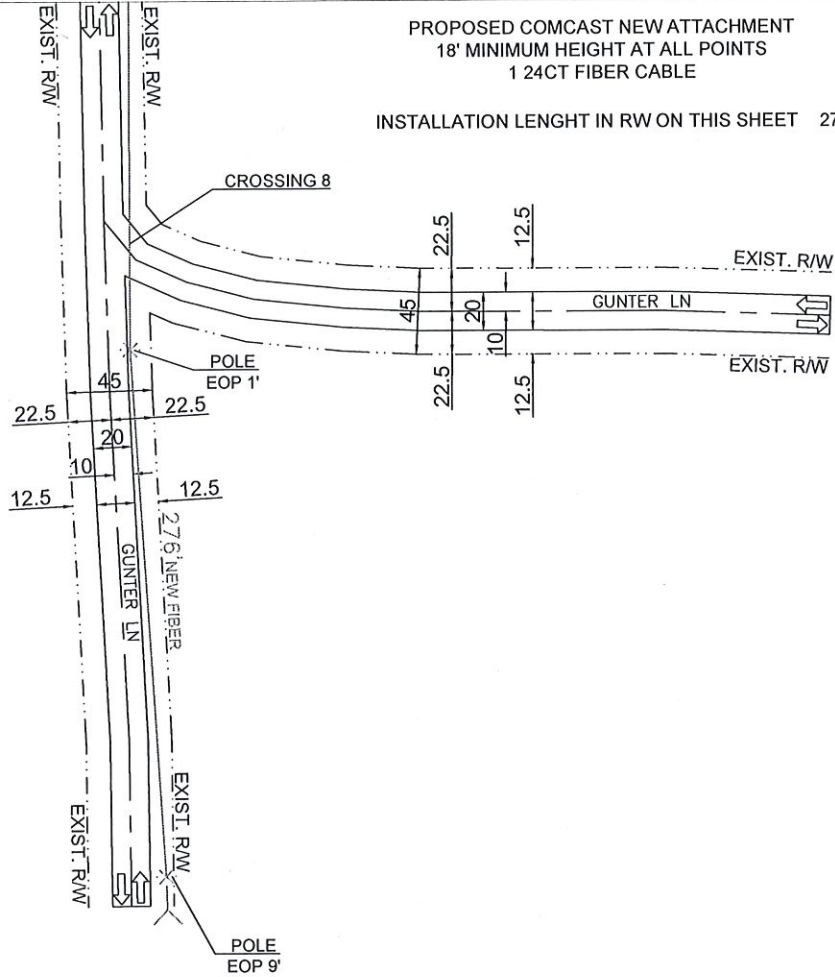 PROPOSED COMCAST NEW ATTACHMENT
18' MINIMUM HEIGHT AT ALL POINTS
1 24CT FIBER CABLE
INSTALLATION LENGHT IN RW ON THIS SHEET 27
EXIST. R/W
EXIST. R/W
CROSSING 8
22.5
12.5
EXIST. R/W
45
20
GUNTER LN
10
POLE
EOP 1'
22.5
12.5
EXIST. R/W
45
22.5
22.5
20
10
12.5
12.5
276' NEW FIBER
GUNTER LN
EXIST. R/W
EXIST. R/W
POLE
EOP 9'